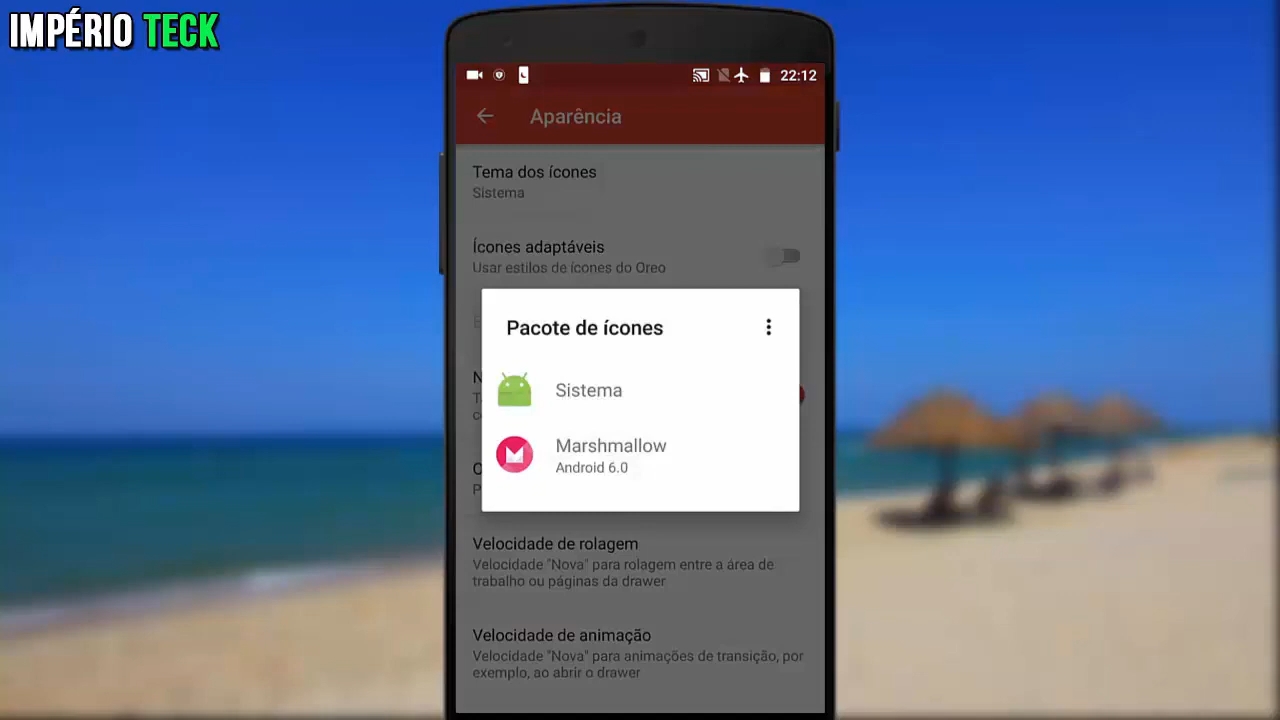 IMPÉRIO TECK
22:12
Aparência
Tema dos ícones
Sistema
Ícones adaptáveis
Usar estilos de ícones do Oreo
Pacote de ícones
Sistema
Marshmallow
Android 6.0
Velocidade de rolagem
Velocidade "Nova" para rolagem entre a área de
trabalho ou páginas da drawer
Velocidade de animação
Velocidade "Nova" para animações de transição, por
exemplo, ao abrir o drawer